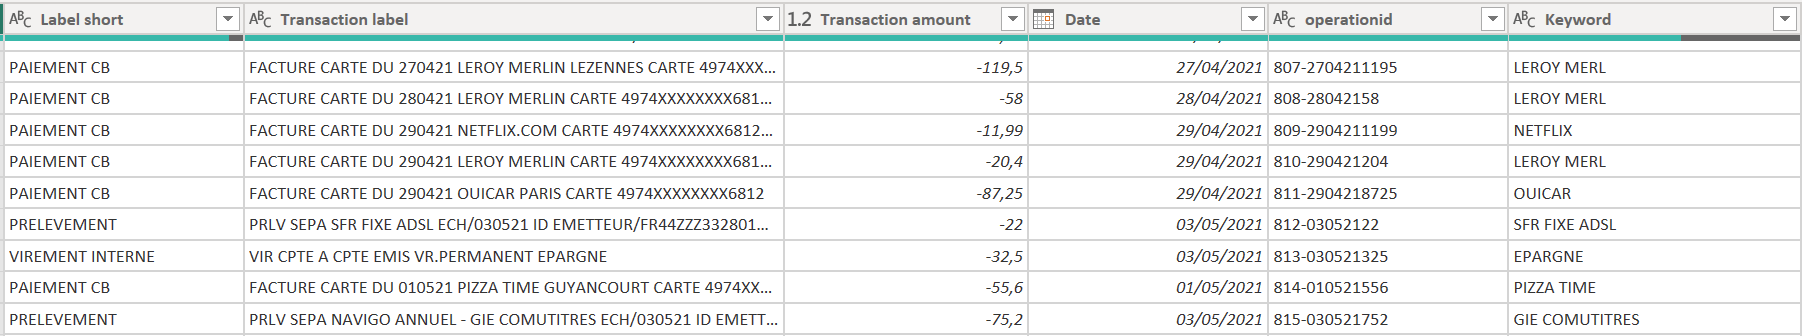 ABC Label short ABC Transaction label 1.2 Transaction amount Date ABC operationid ABC Keyword
PAIEMENT CB FACTURE CARTE DU 270421 LEROY MERLIN LEZENNES CARTE 4974XXX... -119,5 27/04/2021 807-2704211195 LEROY MERL
PAIEMENT CB FACTURE CARTE DU 280421 LEROY MERLIN CARTE 4974XXXXXXXX681... -58 28/04/2021 808-28042158 LEROY MERL
PAIEMENT CB FACTURE CARTE DU 290421 NETFLIX.COM CARTE 4974XXXXXXXX6812... -11,99 29/04/2021 809-2904211199 NETFLIX
PAIEMENT CB FACTURE CARTE DU 290421 LEROY MERLIN CARTE 4974XXXXXXXX681... -20,4 29/04/2021 810-290421204 LEROY MERL
PAIEMENT CB FACTURE CARTE DU 290421 OUICAR PARIS CARTE 4974XXXXXXXX6812 -87,25 29/04/2021 811-2904218725 OUICAR
PRELEVEMENT PRLV SEPA SFR FIXE ADSL ECH/030521 ID EMETTEUR/FR44ZZZ332801... -22 03/05/2021 812-03052122 SFR FIXE ADSL
VIREMENT INTERNE VIR CPTE A CPTE EMIS VR.PERMANENT EPARGNE -32,5 03/05/2021 813-030521325 EPARGNE
PAIEMENT CB FACTURE CARTE DU 010521 PIZZA TIME GUYANCOURT CARTE 4974XX... -55,6 01/05/2021 814-010521556 PIZZA TIME
PRELEVEMENT PRLV SEPA NAVIGO ANNUEL - GIE COMUTITRES ECH/030521 ID EMETT... -75,2 03/05/2021 815-030521752 GIE COMUTITRES